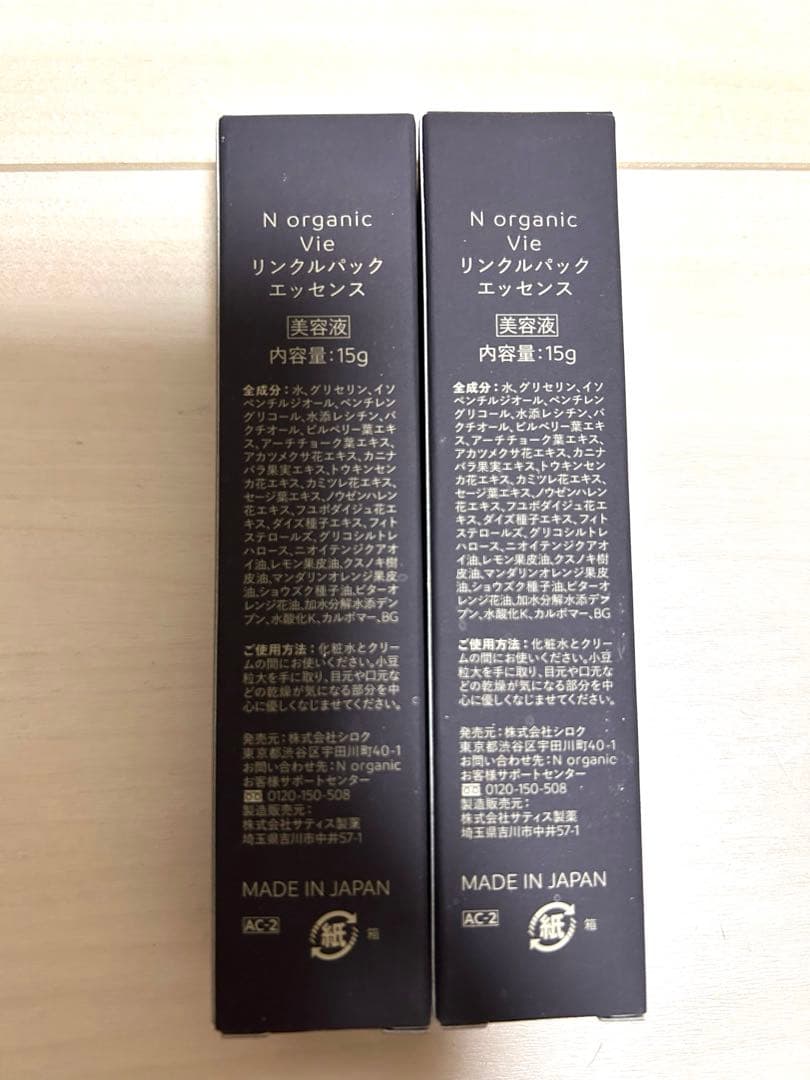 N organic
Vie
リンクルパック
エッセンス
美容液
内容量：15g
全成分：水、グリセリン、イソ
ペンチルジオール、ペンチレン
グリコール、水添レシチン、バ
クチオール、ビルベリー葉エキ
ス、アーチチョーク葉エキス、
アカツメクサ花エキス、カニナ
バラ果実エキス、トウキンセン
カ花エキス、カミツレ花エキス、
セージ葉エキス、ノウゼンハレン
花エキス、フユボダイジュ花エ
キス、ダイズ種子エキス、フィト
ステロールズ、グリコシルトレ
ハロース、ニオイテンジクアオ
イ油、レモン果皮油、クスノキ樹
皮油、マンダリンオレンジ果皮
油、ショウズク種子油、ビターオ
レンジ花油、加水分解水添デン
プン、水酸化K、カルボマー、BG
ご使用方法：化粧水とクリー
ムの間にお使いください。小豆
粒大を手に取り、目元や口元な
どの乾燥が気になる部分を中
心に優しくなじませてください。
発売元：株式会社シロク
東京都渋谷区宇田川町40-1
お問い合わせ先：N organic
お客様サポートセンター
0120-150-508
製造販売元：
株式会社サティス製薬
埼玉県吉川市中井57-1
MADE IN JAPAN
AC-2
紙
箱
N organic
Vie
リンクルパック
エッセンス
美容液
内容量：15g
全成分：水、グリセリン、イソ
ペンチルジオール、ペンチレン
グリコール、水添レシチン、バ
クチオール、ビルベリー葉エキ
ス、アーチチョーク葉エキス、
アカツメクサ花エキス、カニナ
バラ果実エキス、トウキンセン
カ花エキス、カミツレ花エキス、
セージ葉エキス、ノウゼンハレン
花エキス、フユボダイジュ花エ
キス、ダイズ種子エキス、フィト
ステロールズ、グリコシルトレ
ハロース、ニオイテンジクアオ
イ油、レモン果皮油、クスノキ樹
皮油、マンダリンオレンジ果皮
油、ショウズク種子油、ビターオ
レンジ花油、加水分解水添デン
プン、水酸化K、カルボマー、BG
ご使用方法：化粧水とクリー
ムの間にお使いください。小豆
粒大を手に取り、目元や口元な
どの乾燥が気になる部分を中
心に優しくなじませてください。
発売元：株式会社シロク
東京都渋谷区宇田川町40-1
お問い合わせ先：N organic
お客様サポートセンター
0120-150-508
製造販売元：
株式会社サティス製薬
埼玉県吉川市中井57-1
MADE IN JAPAN
AC-2
紙
箱